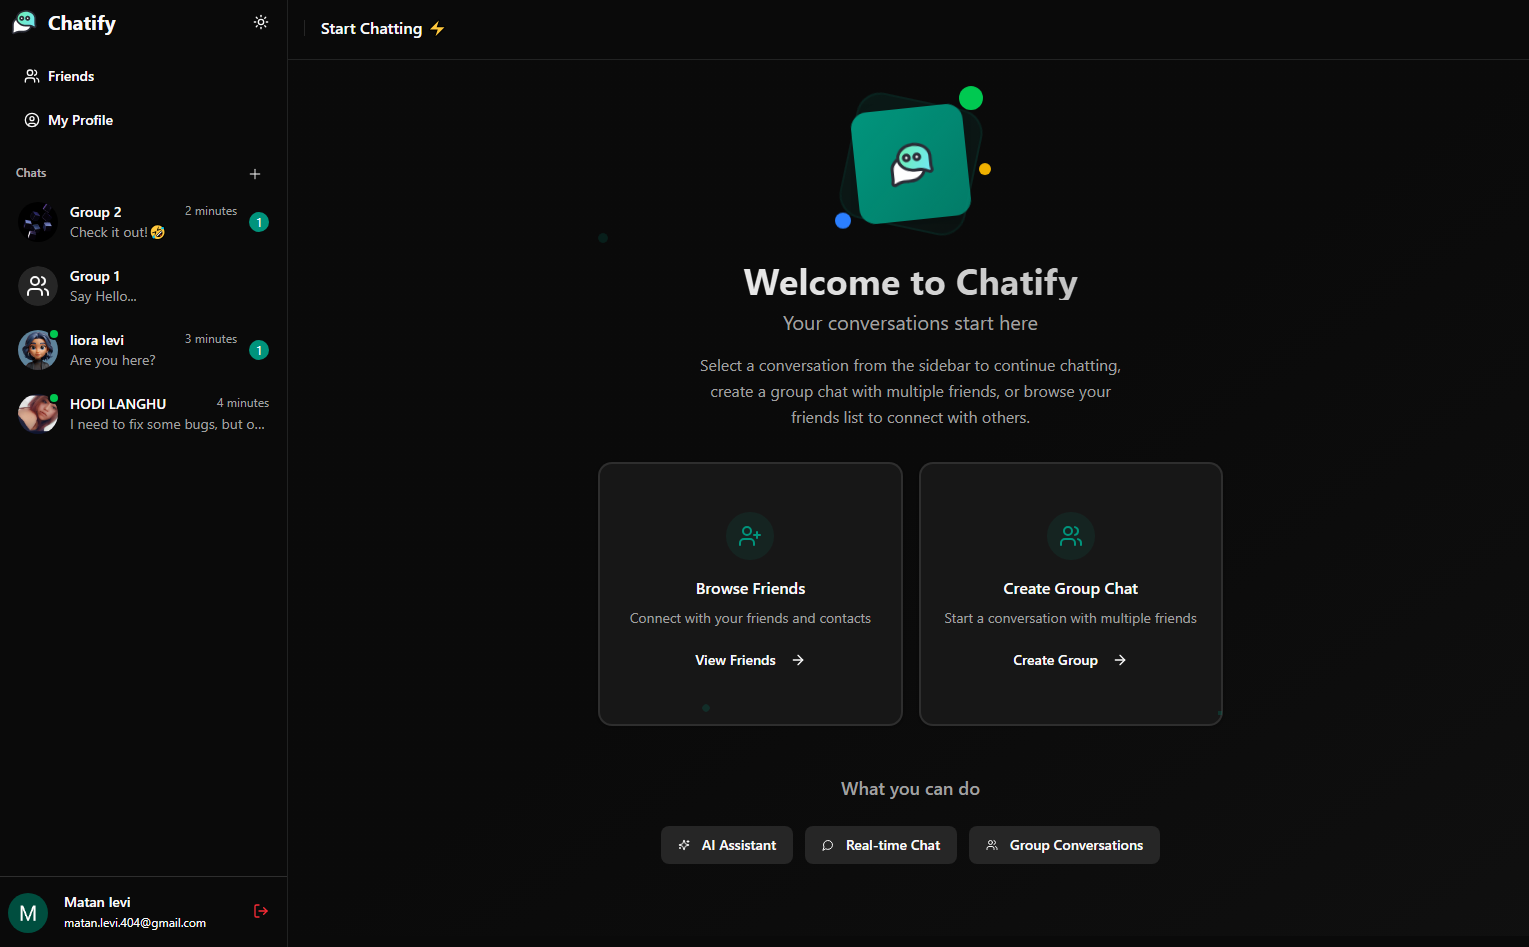 Chatify
Friends
My Profile
Chats
Group 2
2 minutes
Check it out!🤣
1
Group 1
Say Hello...
liora levi
3 minutes
Are you here?
1
HODI LANGHU
4 minutes
I need to fix some bugs, but o...
M
Matan levi
matan.levi.404@gmail.com
Start Chatting ⚡
Welcome to Chatify
Your conversations start here
Select a conversation from the sidebar to continue chatting,
create a group chat with multiple friends, or browse your
friends list to connect with others.
Browse Friends
Connect with your friends and contacts
View Friends →
Create Group Chat
Start a conversation with multiple friends
Create Group →
What you can do
AI Assistant
Real-time Chat
Group Conversations